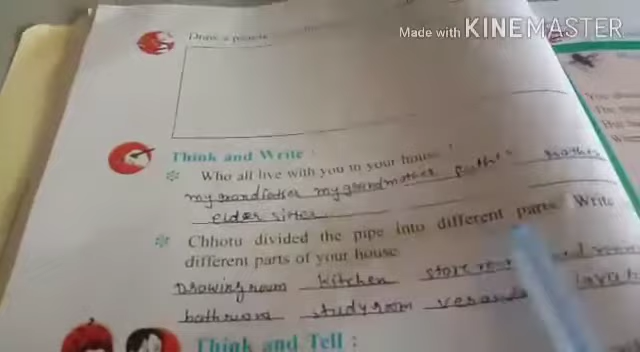 Made with KINEMASTER
Draw a
Think and Write :
Who all live with you in your house ?
my grandfather my grandmother father mother
elder sister
Chhotu divided the pipe into different parts. Write
different parts of your house.
Drawing room kitchen store room
bathroom study room
Think and Tell :